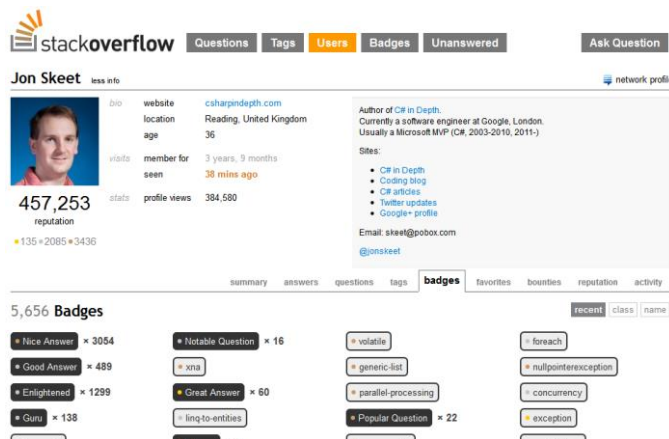 stackoverflow
Questions Tags Users Badges Unanswered Ask Question
Jon Skeet less info
network profile
bio website csharpindepth.com
location Reading, United Kingdom
age 36
visits member for 3 years, 9 months
seen 38 mins ago
stats profile views 384,580
457,253
reputation
135 2085 3436
Author of C# in Depth.
Currently a software engineer at Google, London.
Usually a Microsoft MVP (C#, 2003-2010, 2011-)
Sites:
C# in Depth
Coding blog
C# articles
Twitter updates
Google+ profile
Email: skeet@pobox.com
@jonskeet
summary answers questions tags badges favorites bounties reputation activity
5,656 Badges
recent class name
Nice Answer × 3054 Notable Question × 16 volatile foreach
Good Answer × 489 xna generic-list nullpointerexception
Enlightened × 1299 Great Answer × 60 parallel-processing concurrency
Guru × 138 linq-to-entities Popular Question × 22 exception